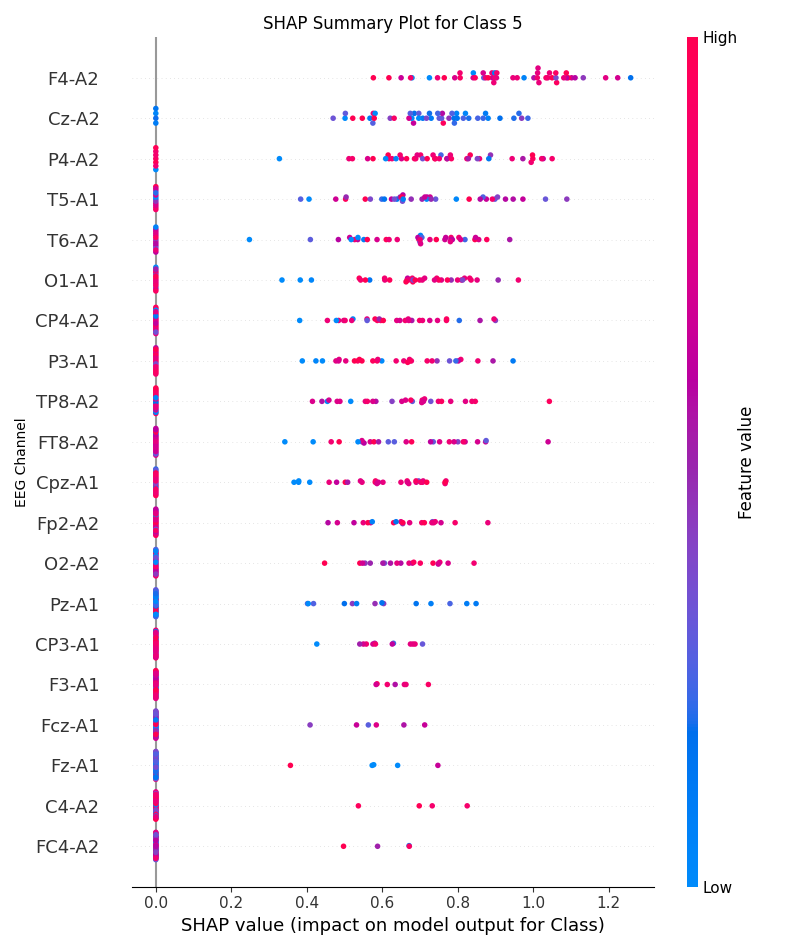 SHAP Summary Plot for Class 5
High
F4-A2
Cz-A2
P4-A2
T5-A1
T6-A2
O1-A1
CP4-A2
P3-A1
TP8-A2
FT8-A2
Cpz-A1
Fp2-A2
O2-A2
Pz-A1
CP3-A1
F3-A1
Fcz-A1
Fz-A1
C4-A2
FC4-A2
EEG Channel
Feature value
Low
0.0 0.2 0.4 0.6 0.8 1.0 1.2
SHAP value (impact on model output for Class)